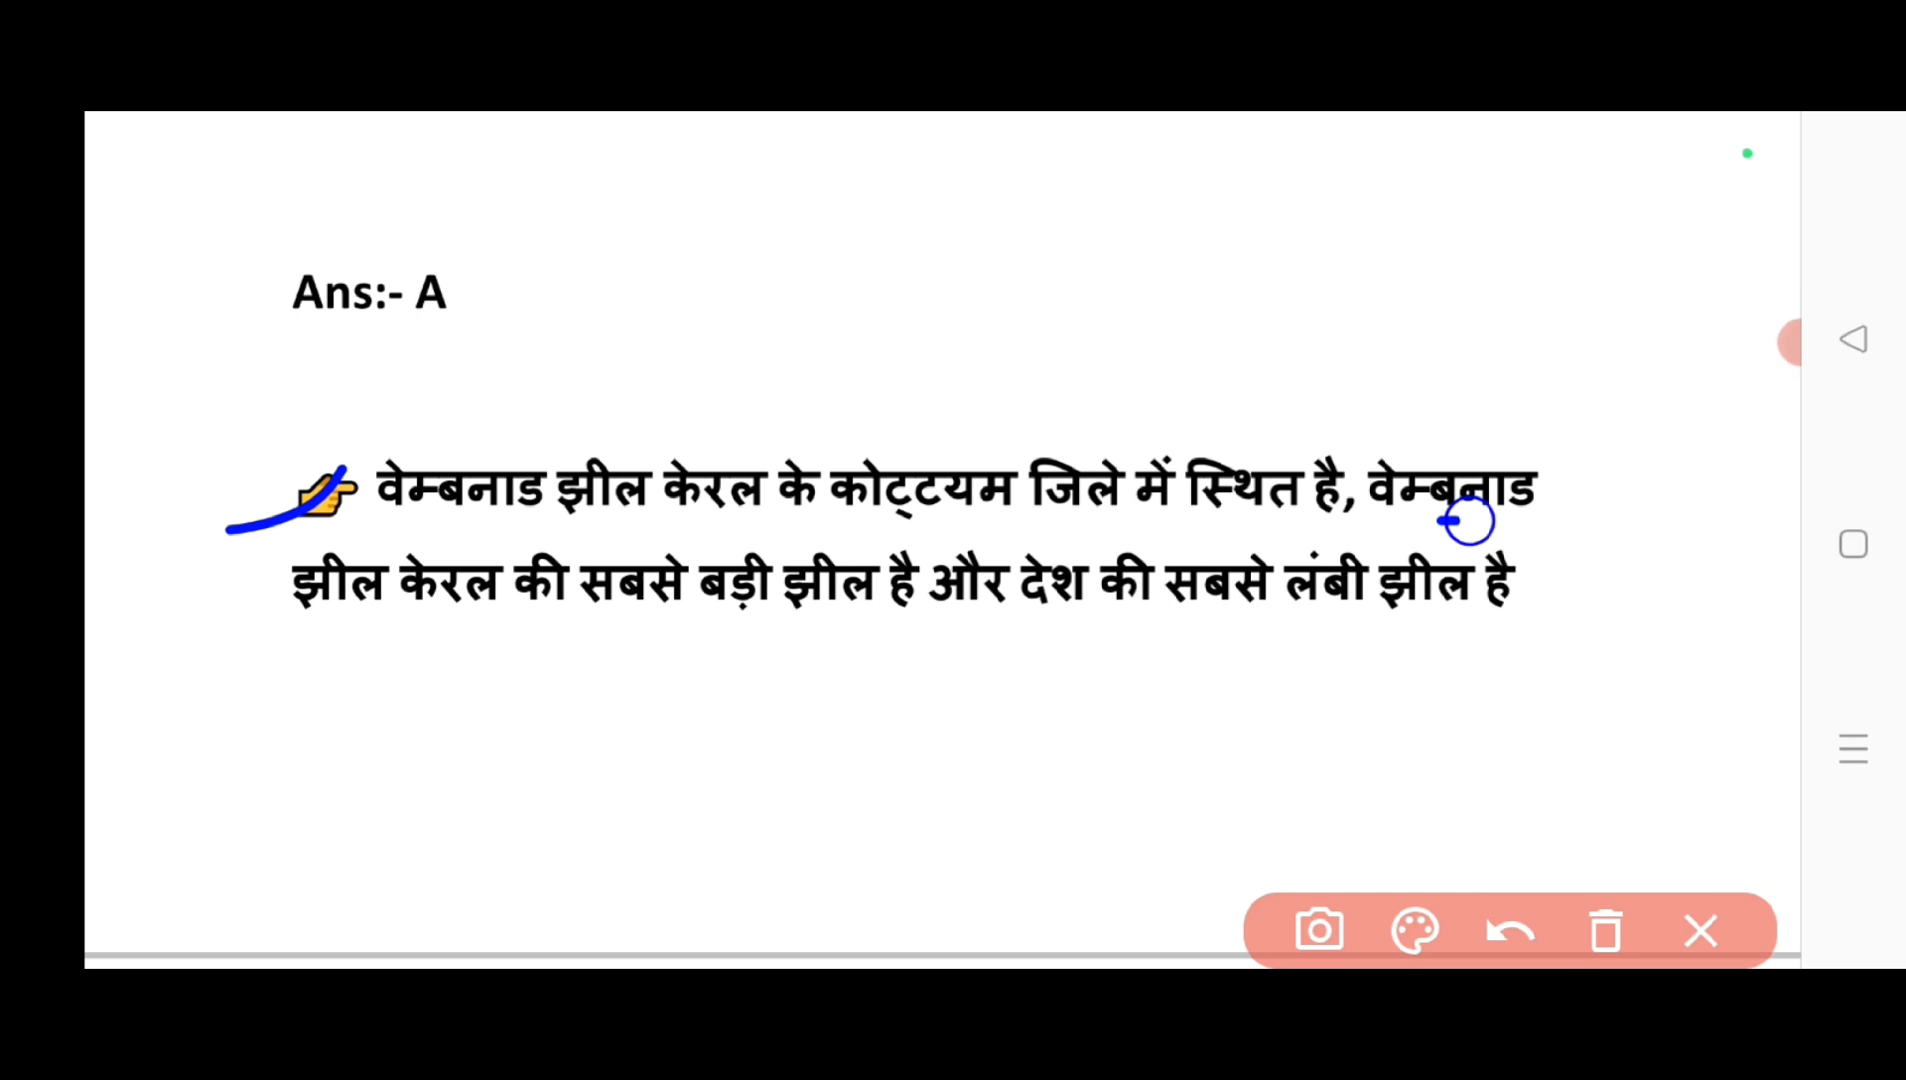 Ans:- A
👉 वेम्बनाड झील केरल के कोट्टयम जिले में स्थित है, वेम्बनाड
झील केरल की सबसे बड़ी झील है और देश की सबसे लंबी झील है